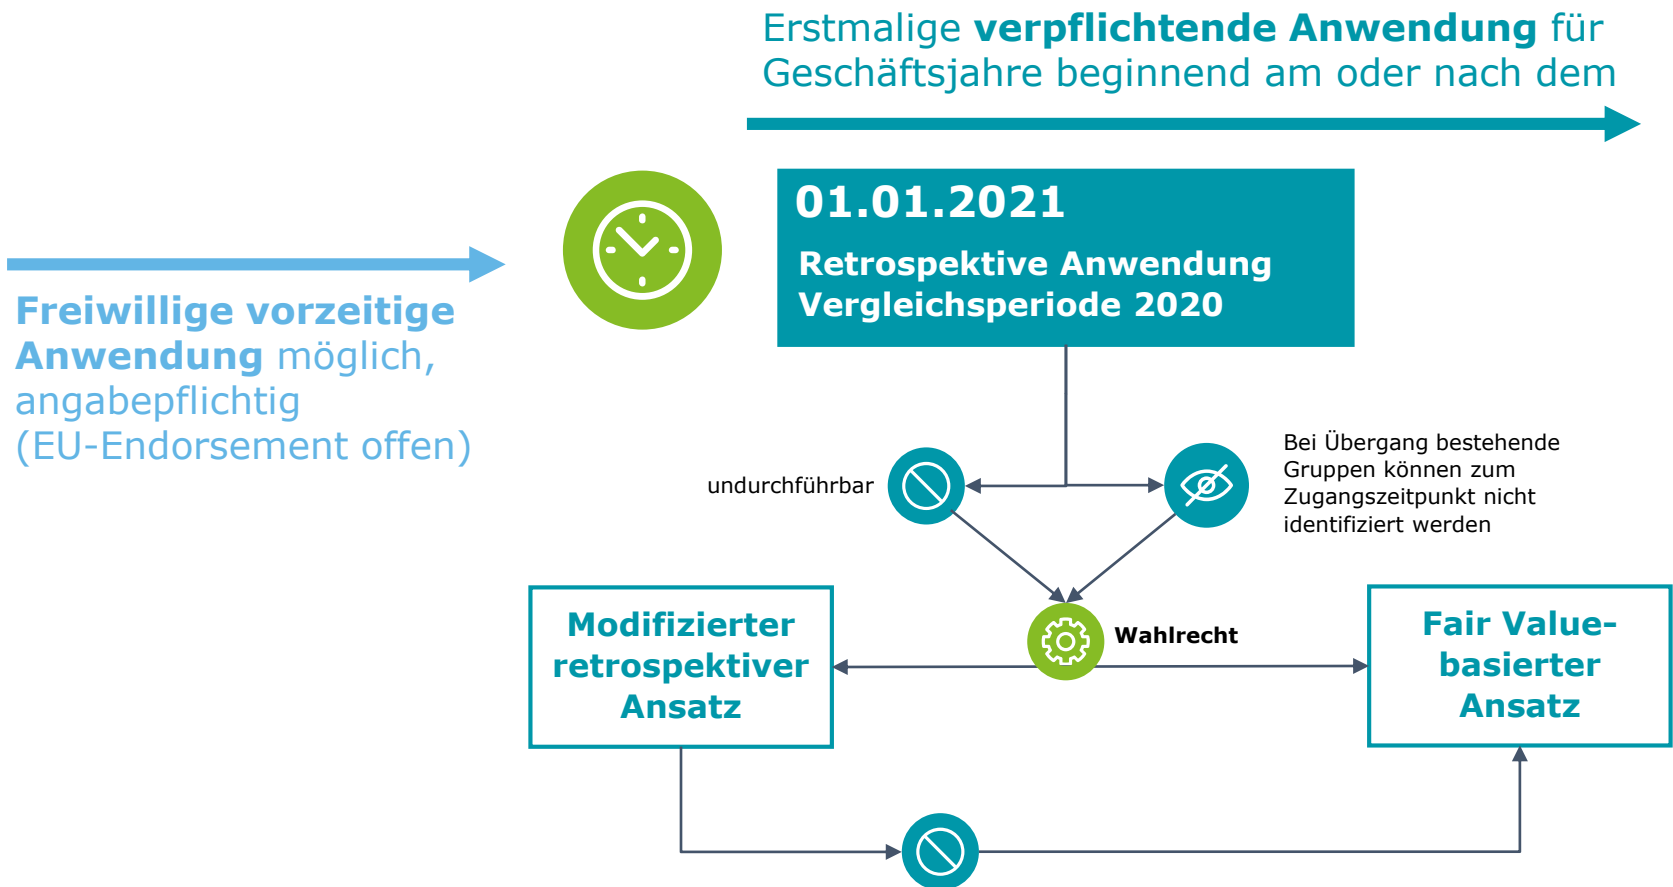 Erstmalige verpflichtende Anwendung für
Geschäftsjahre beginnend am oder nach dem
01.01.2021
Retrospektive Anwendung
Vergleichsperiode 2020
Freiwillige vorzeitige
Anwendung möglich,
angabepflichtig
(EU-Endorsement offen)
undurchführbar
Bei Übergang bestehende
Gruppen können zum
Zugangszeitpunkt nicht
identifiziert werden
Modifizierter
retrospektiver
Ansatz
Wahlrecht
Fair Value-
basierter
Ansatz